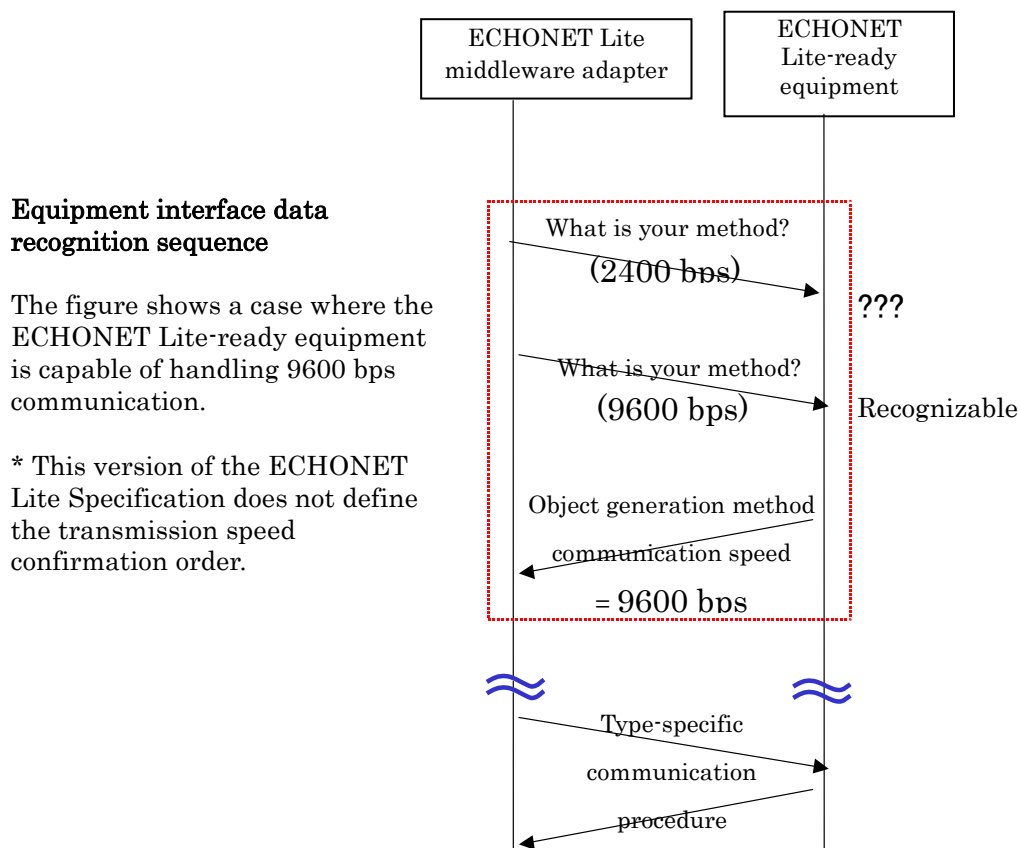 ECHONET Lite
middleware adapter
ECHONET
Lite-ready
equipment
Equipment interface data
recognition sequence
The figure shows a case where the
ECHONET Lite-ready equipment
is capable of handling 9600 bps
communication.
* This version of the ECHONET
Lite Specification does not define
the transmission speed
confirmation order.
What is your method?
(2400 bps)
???
What is your method?
(9600 bps)
Recognizable
Object generation method
communication speed
= 9600 bps
Type-specific
communication
procedure